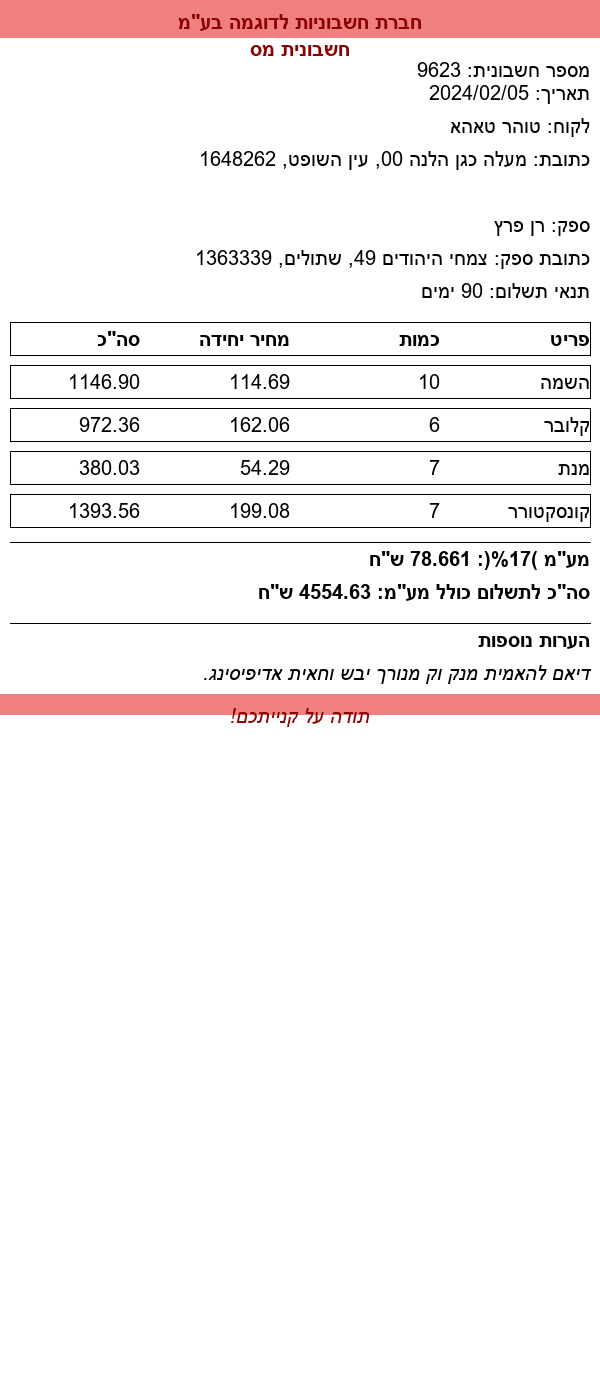 חברת חשבוניות לדוגמה בע"מ
חשבונית מס
מספר חשבונית: 9623
תאריך: 2024/02/05
לקוח: טוהר טאהא
כתובת: מעלה כגן הלנה 00, עין השופט, 1648262
ספק: רן פרץ
כתובת ספק: צמחי היהודים 49, שתולים, 1363339
תנאי תשלום: 90 ימים
פריט כמות מחיר יחידה סה"כ
השמה 10 114.69 1146.90
קלובר 6 162.06 972.36
מנת 7 54.29 380.03
קונסקטורר 7 199.08 1393.56
מע"מ )17%(: 78.661 ש"ח
סה"כ לתשלום כולל מע"מ: 4554.63 ש"ח
הערות נוספות
דיאם להאמית מנק וק מנורך יבש וחאית אדיפיסינג.
תודה על קנייתכם!